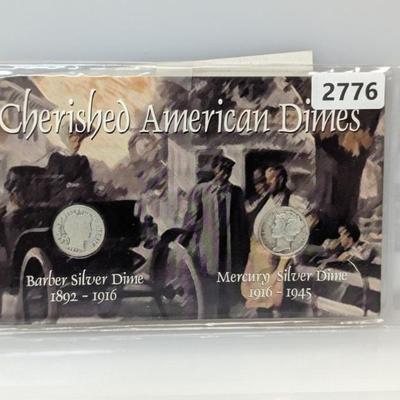 2776
Cherished American Dimes
Barber Silver Dime
1892 - 1916
Mercury Silver Dime
1916 - 1945